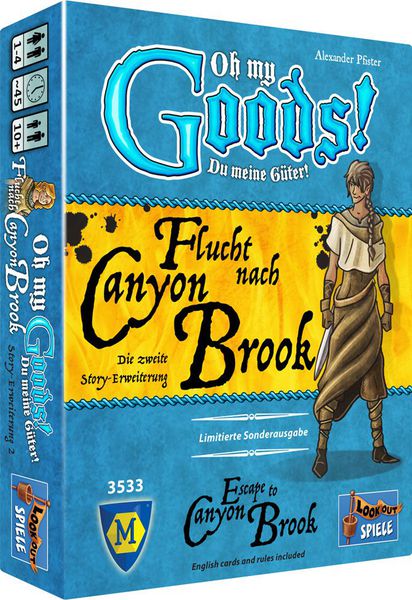 Alexander Pfister
Oh my
Goods!
Du meine Güter!
Flucht
nach
Canyon
Brook
Die zweite
Story-Erweiterung
Limitierte Sonderausgabe
3533
M
Escape to
Canyon
Brook
English cards and rules included
LOOKOUT
SPIELE
1-4
~45
10+
Flucht
nach
Canyon
Brook
Oh my
Goods!
Du meine Güter!
Story-Erweiterung 2
LOOKOUT
SPIELE